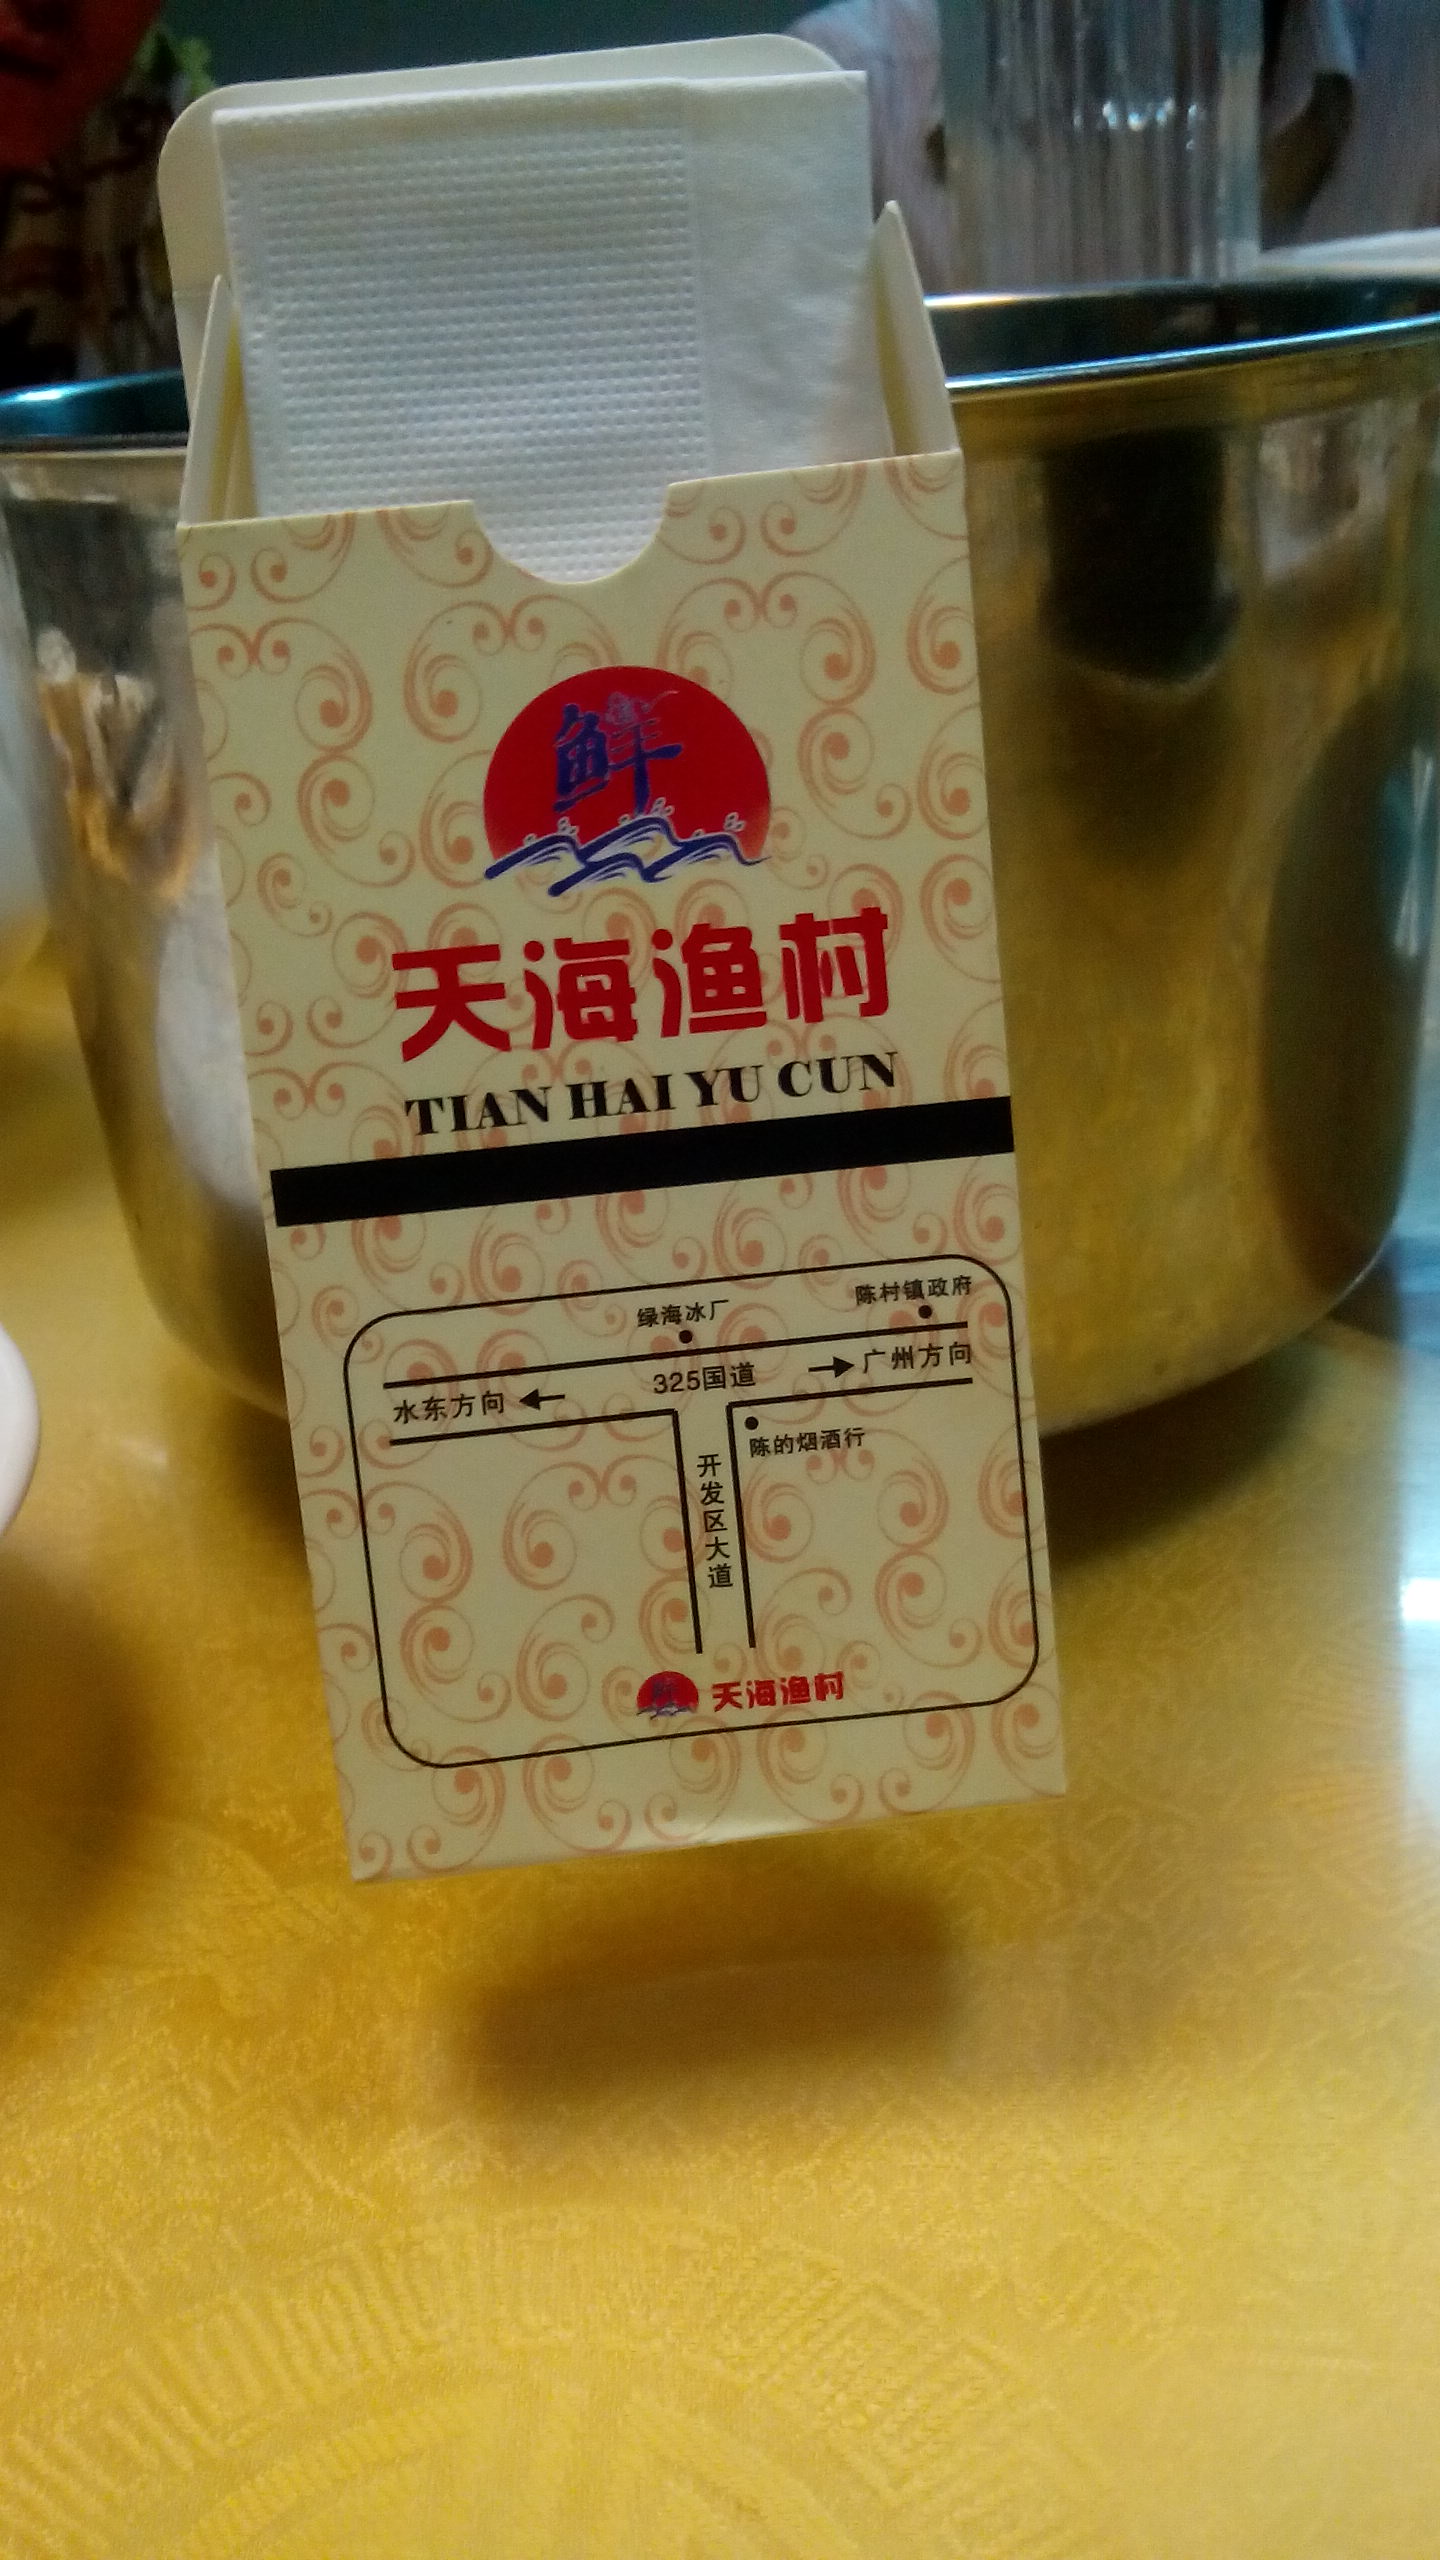 鲜
天海渔村
TIAN HAI YU CUN
陈村镇政府
绿海冰厂
325国道
广州方向
水东方向
陈的烟酒行
开发区大道
鲜
天海渔村